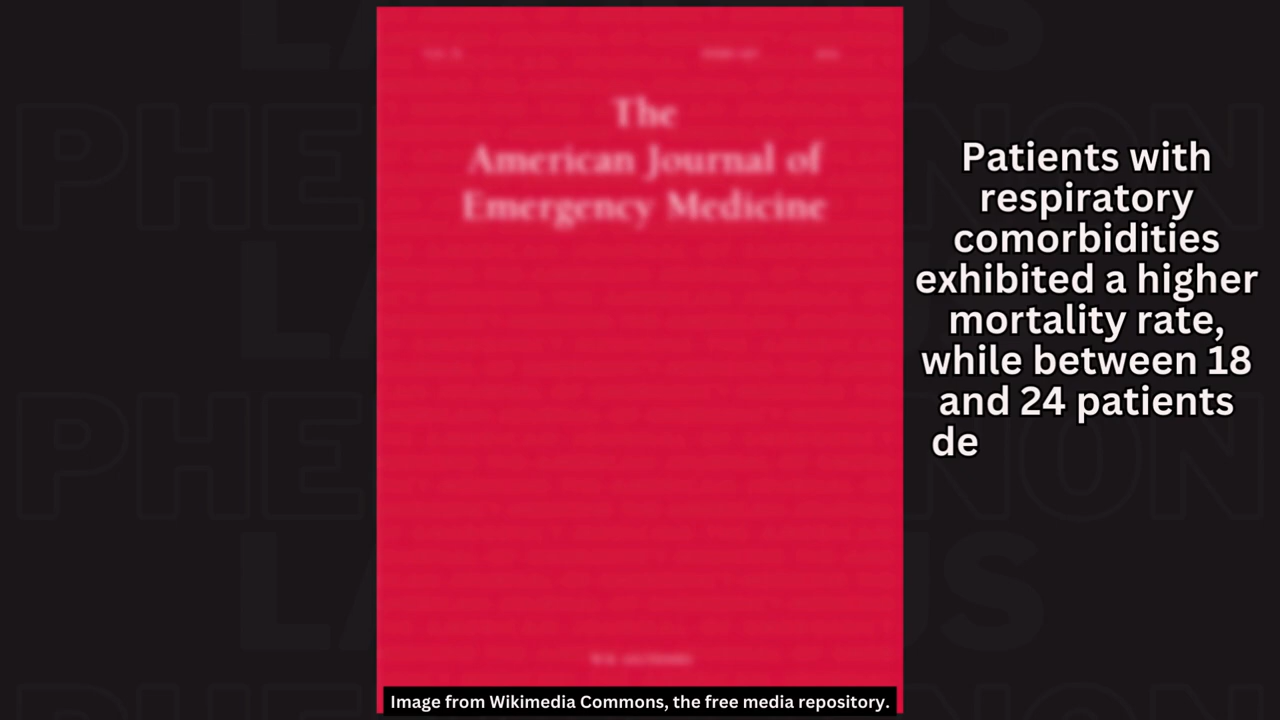 The
American Journal of
Emergency Medicine
Patients with
respiratory
comorbidities
exhibited a higher
mortality rate,
while between 18
and 24 patients
de
Image from Wikimedia Commons, the free media repository.